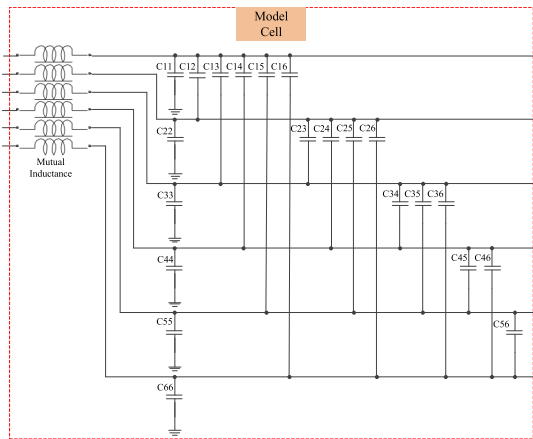 Model
Cell
C11 C12 C13 C14 C15 C16
C22 C23 C24 C25 C26
Mutual
Inductance
C33 C34 C35 C36
C44 C45 C46
C55 C56
C66